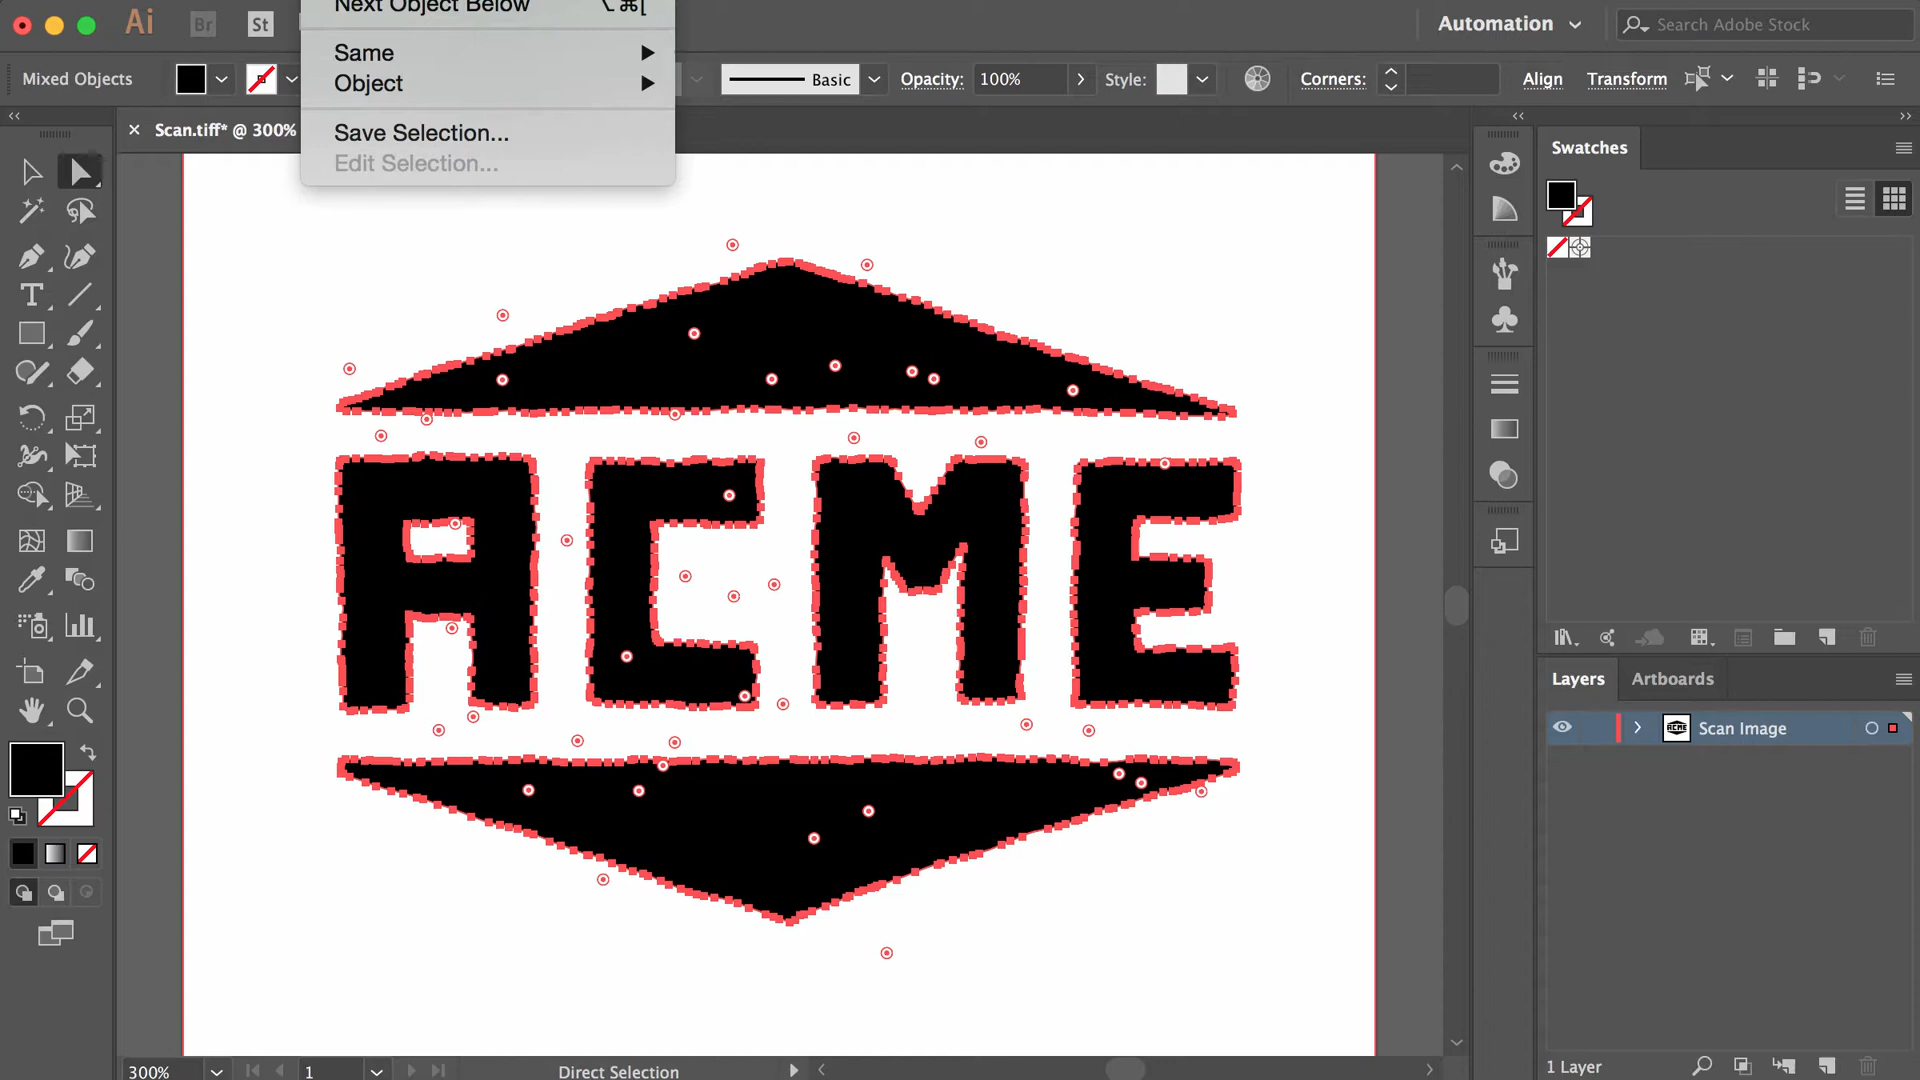 Next Object Below ⌥⌘[
Ai Br St
Automation
Search Adobe Stock
Same
Object
Mixed Objects
Basic
Opacity: 100%
Style:
Corners:
Align
Transform
Save Selection...
Edit Selection...
Scan.tiff* @ 300%
Swatches
ACME
Layers
Artboards
ACME
Scan Image
300%
1
Direct Selection
1 Layer